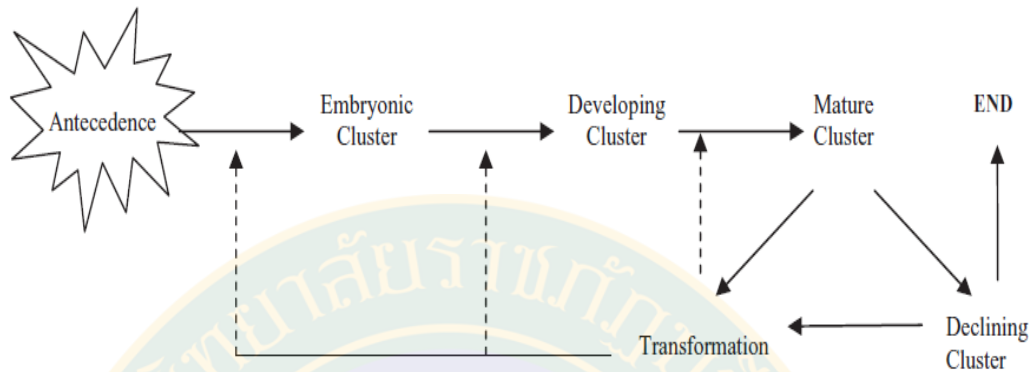 Antecedence
Embryonic
Cluster
Developing
Cluster
Mature
Cluster
END
Transformation
Declining
Cluster